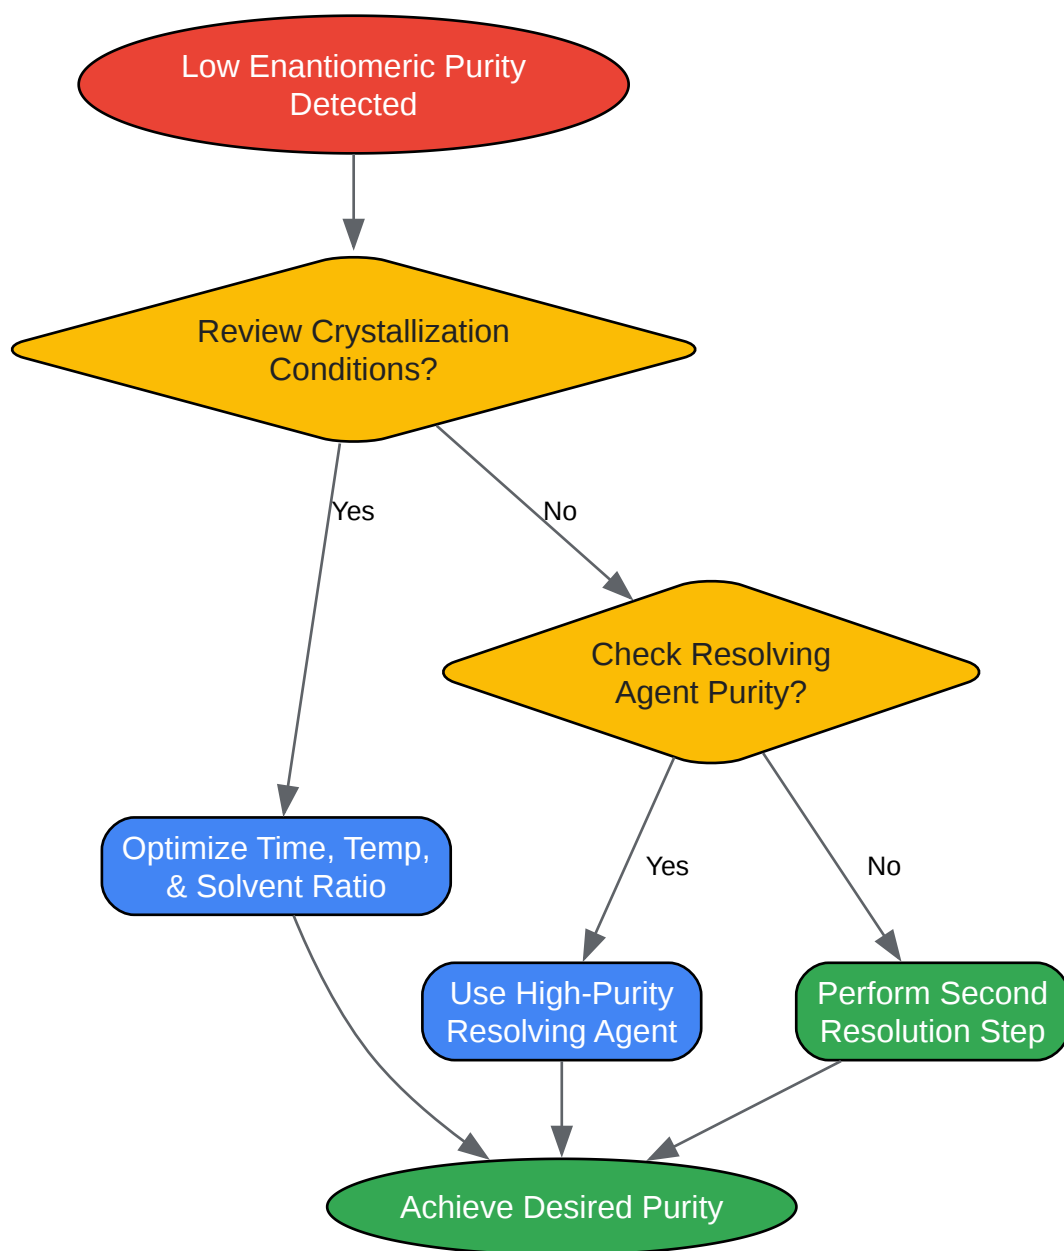 Low Enantiomeric Purity
Detected
Review Crystallization
Conditions?
Yes
No
Check Resolving
Agent Purity?
Optimize Time, Temp,
& Solvent Ratio
Yes
No
Use High-Purity
Resolving Agent
Perform Second
Resolution Step
Achieve Desired Purity